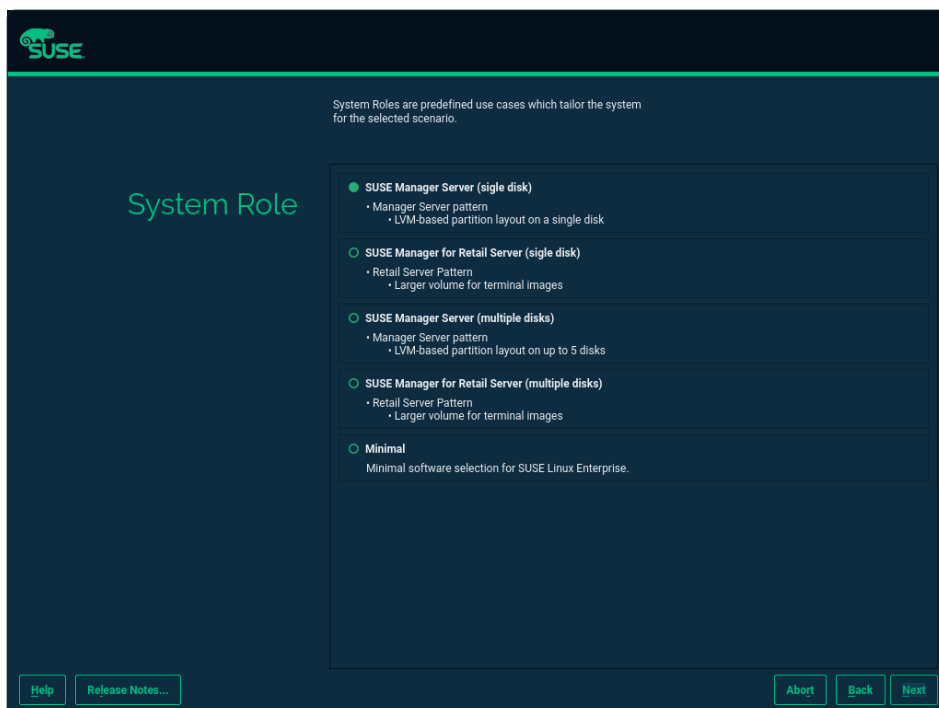 SUSE
System Roles are predefined use cases which tailor the system
for the selected scenario.
System Role
SUSE Manager Server (sigle disk)
• Manager Server pattern
• LVM-based partition layout on a single disk
SUSE Manager for Retail Server (sigle disk)
• Retail Server Pattern
• Larger volume for terminal images
SUSE Manager Server (multiple disks)
• Manager Server pattern
• LVM-based partition layout on up to 5 disks
SUSE Manager for Retail Server (multiple disks)
• Retail Server Pattern
• Larger volume for terminal images
Minimal
Minimal software selection for SUSE Linux Enterprise.
Help Release Notes... Abort Back Next